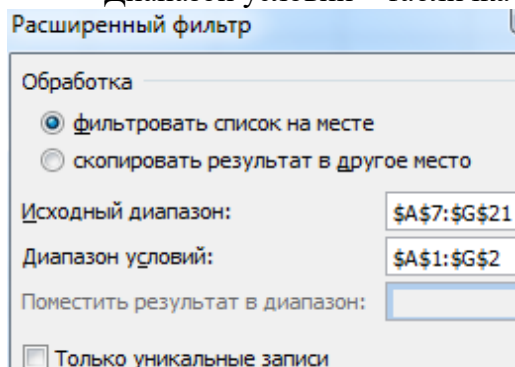 Расширенный фильтр
Обработка
фильтровать список на месте
скопировать результат в другое место
Исходный диапазон: $A$7:$G$21
Диапазон условий: $A$1:$G$2
Поместить результат в диапазон:
Только уникальные записи